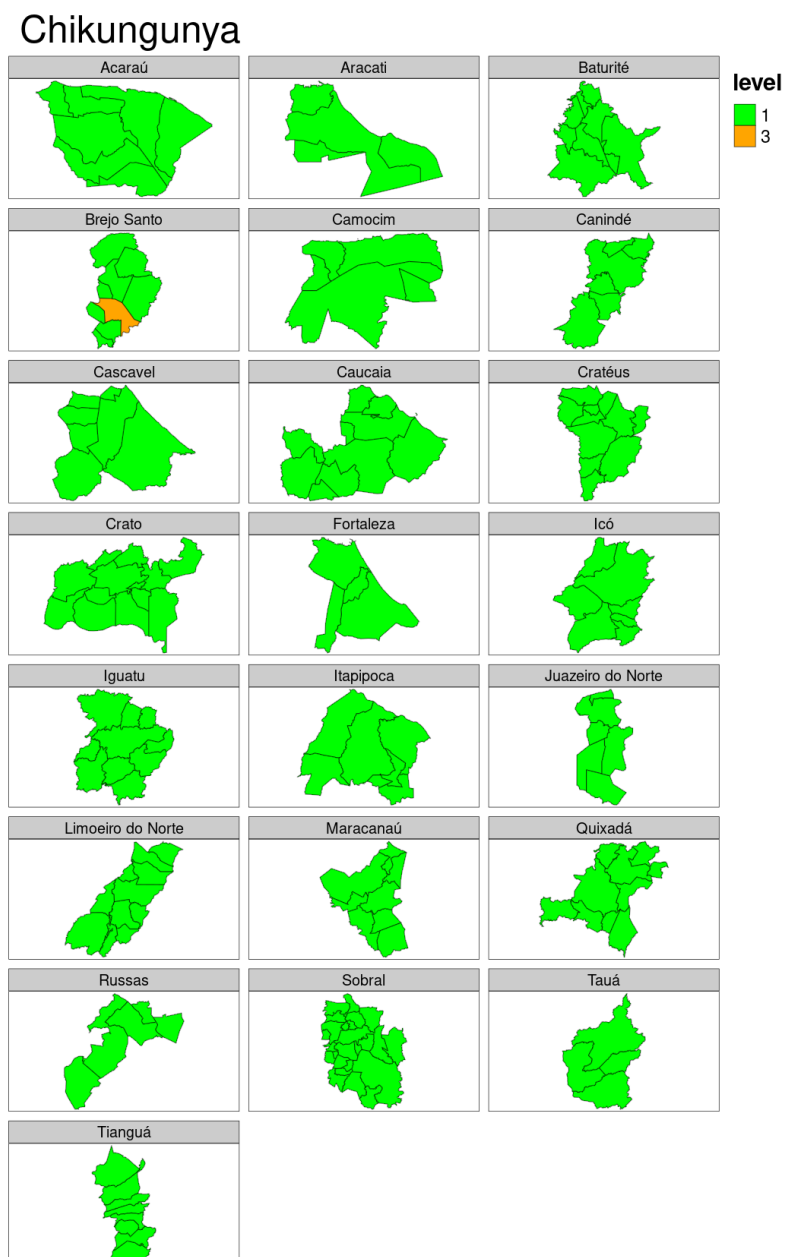 Chikungunya
Acaraú
Aracati
Baturité
level
1
3
Brejo Santo
Camocim
Canindé
Cascavel
Caucaia
Cratéus
Crato
Fortaleza
Icó
Iguatu
Itapipoca
Juazeiro do Norte
Limoeiro do Norte
Maracanaú
Quixadá
Russas
Sobral
Tauá
Tianguá